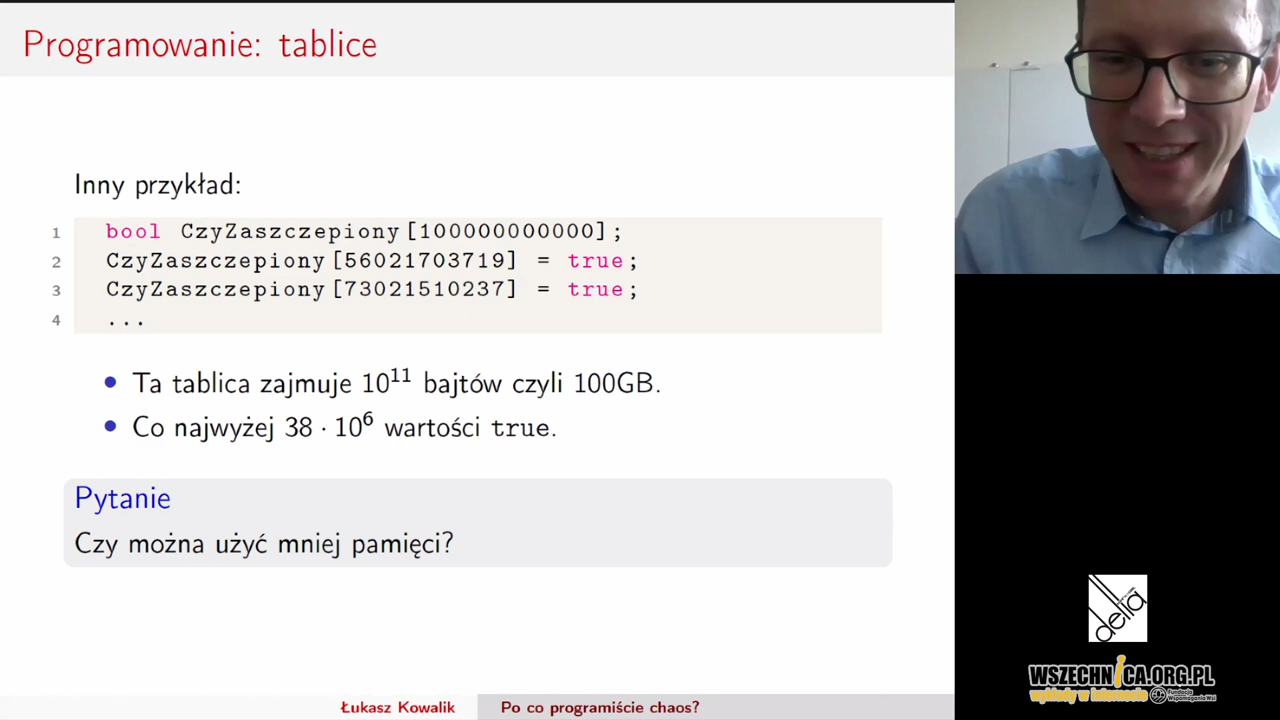 Programowanie: tablice
Inny przykład:
1 bool CzyZaszczepiony[100000000000];
2 CzyZaszczepiony[56021703719] = true;
3 CzyZaszczepiony[73021510237] = true;
4 ...
• Ta tablica zajmuje 10¹¹ bajtów czyli 100GB.
• Co najwyżej 38 · 10⁶ wartości true.
Pytanie
Czy można użyć mniej pamięci?
Łukasz Kowalik Po co programiście chaos?
delta
WSZECHNICA.ORG.PL
wykłady w internecie